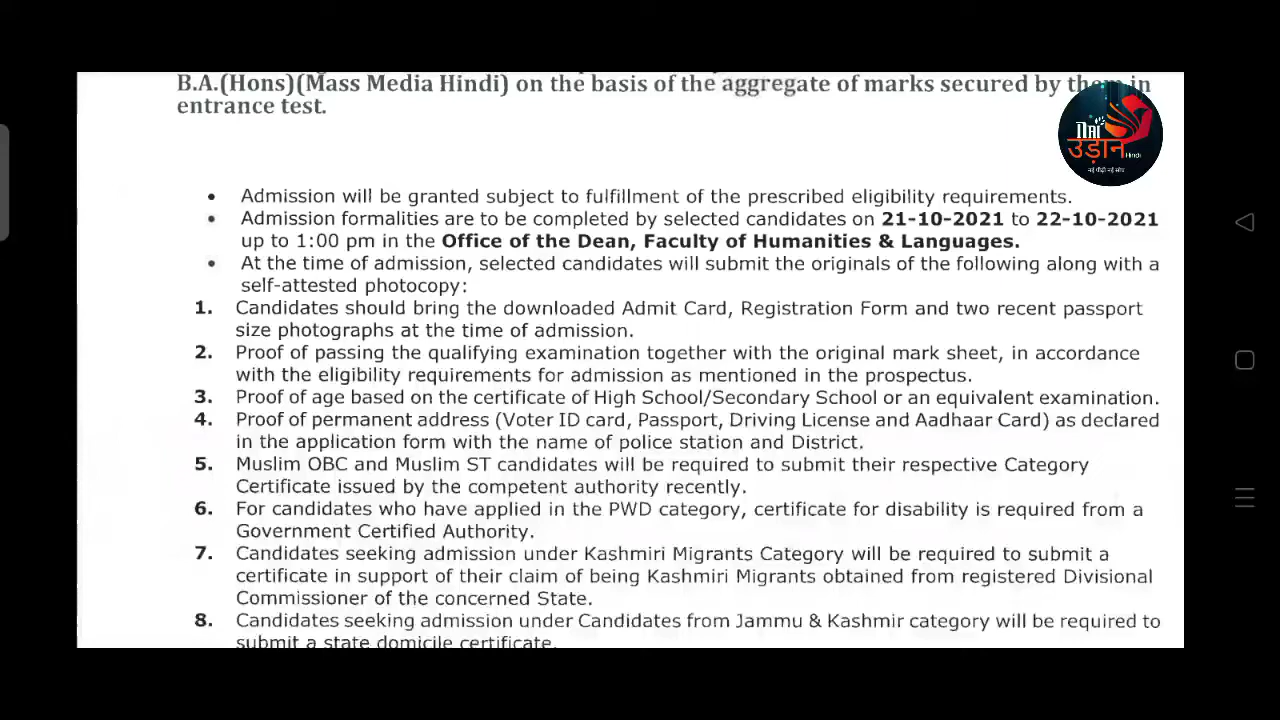 B.A.(Hons)(Mass Media Hindi) on the basis of the aggregate of marks secured by them in
entrance test.
Nai
उड़ान
Hindi
नई पीढ़ी नई सोच
• Admission will be granted subject to fulfillment of the prescribed eligibility requirements.
• Admission formalities are to be completed by selected candidates on 21-10-2021 to 22-10-2021
up to 1:00 pm in the Office of the Dean, Faculty of Humanities & Languages.
• At the time of admission, selected candidates will submit the originals of the following along with a
self-attested photocopy:
1. Candidates should bring the downloaded Admit Card, Registration Form and two recent passport
size photographs at the time of admission.
2. Proof of passing the qualifying examination together with the original mark sheet, in accordance
with the eligibility requirements for admission as mentioned in the prospectus.
3. Proof of age based on the certificate of High School/Secondary School or an equivalent examination.
4. Proof of permanent address (Voter ID card, Passport, Driving License and Aadhaar Card) as declared
in the application form with the name of police station and District.
5. Muslim OBC and Muslim ST candidates will be required to submit their respective Category
Certificate issued by the competent authority recently.
6. For candidates who have applied in the PWD category, certificate for disability is required from a
Government Certified Authority.
7. Candidates seeking admission under Kashmiri Migrants Category will be required to submit a
certificate in support of their claim of being Kashmiri Migrants obtained from registered Divisional
Commissioner of the concerned State.
8. Candidates seeking admission under Candidates from Jammu & Kashmir category will be required to
submit a state domicile certificate.